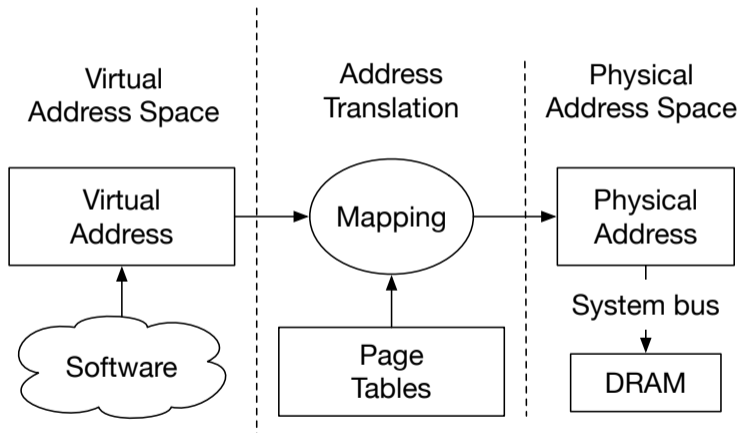 Virtual
Address Space
Address
Translation
Physical
Address Space
Virtual
Address
Mapping
Physical
Address
System bus
Software
Page
Tables
DRAM